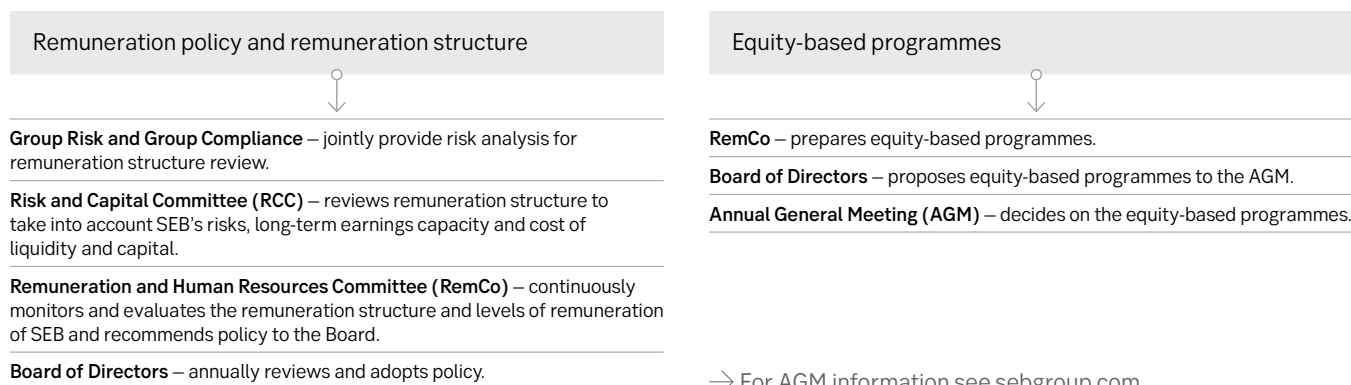 Remuneration policy and remuneration structure
Group Risk and Group Compliance – jointly provide risk analysis for
remuneration structure review.
Risk and Capital Committee (RCC) – reviews remuneration structure to
take into account SEB's risks, long-term earnings capacity and cost of
liquidity and capital.
Remuneration and Human Resources Committee (RemCo) – continuously
monitors and evaluates the remuneration structure and levels of remuneration
of SEB and recommends policy to the Board.
Board of Directors – annually reviews and adopts policy.
Equity-based programmes
RemCo – prepares equity-based programmes.
Board of Directors – proposes equity-based programmes to the AGM.
Annual General Meeting (AGM) – decides on the equity-based programmes.
→ For AGM information see sebgroup.com